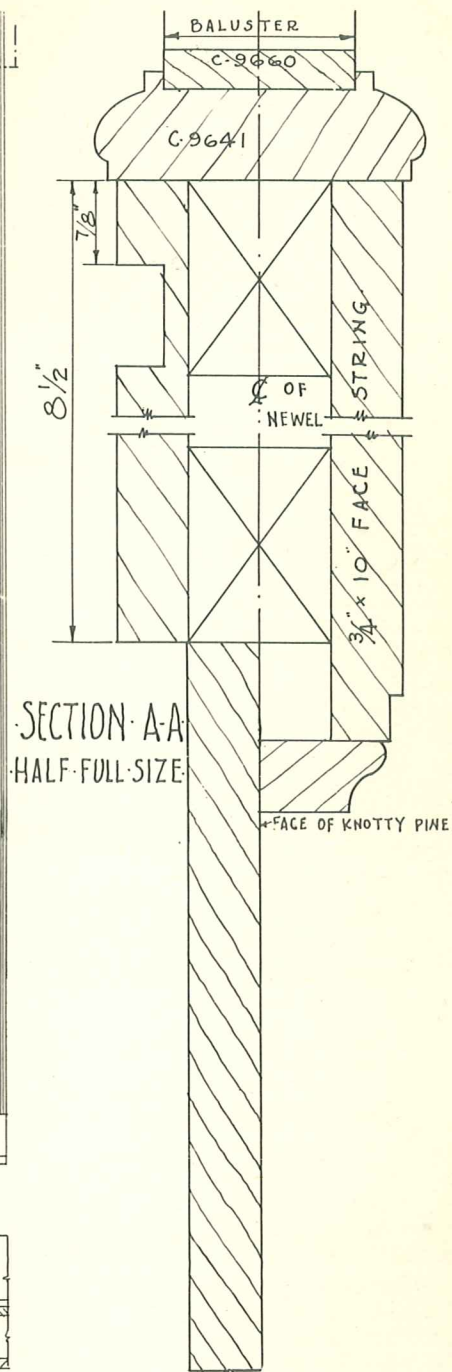 BALUSTER
C-9660
C-9641
7/8"
8 1/2"
℄ OF
NEWEL
3/4" x 10" FACE STRING.
·SECTION·A-A
·HALF·FULL·SIZE·
FACE OF KNOTTY PINE